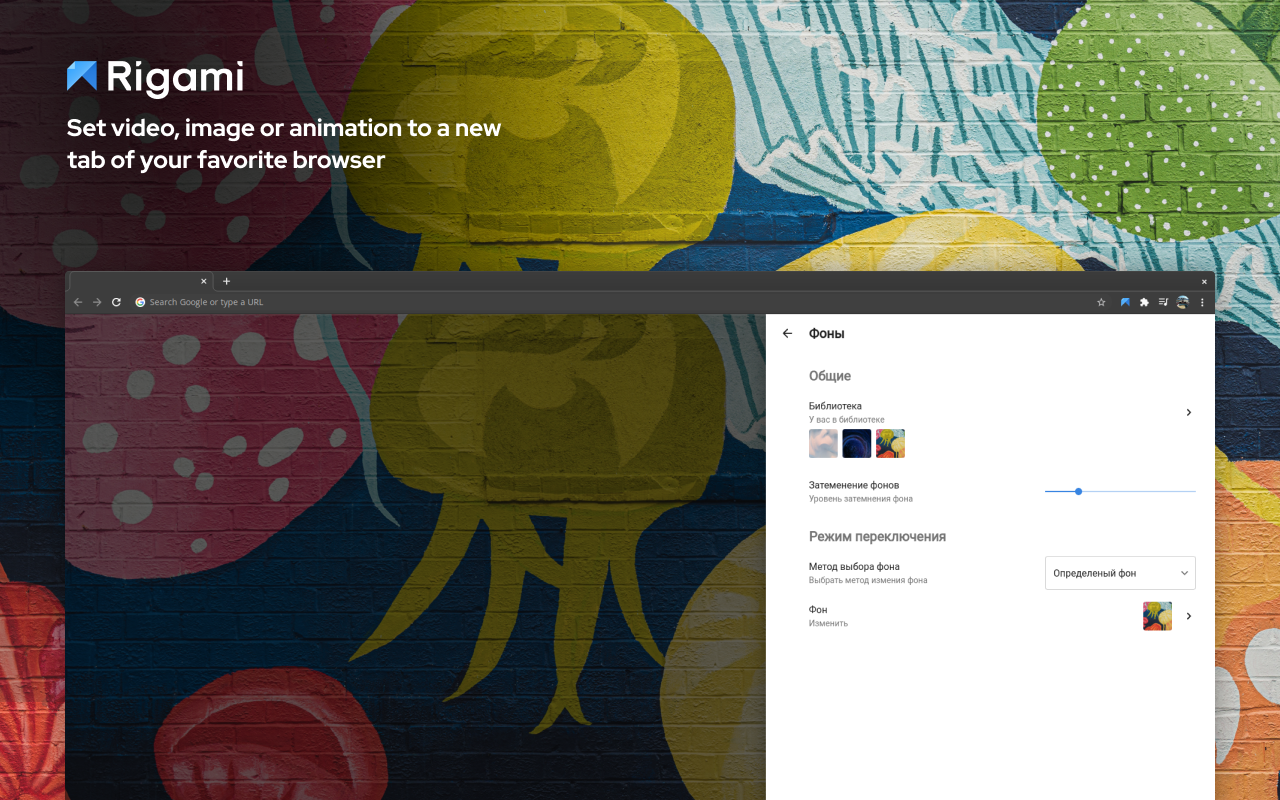 Rigami
Set video, image or animation to a new
tab of your favorite browser
Search Google or type a URL
Фоны
Общие
Библиотека
У вас в библиотеке
Затеменение фонов
Уровень затемнения фона
Режим переключения
Метод выбора фона
Выбрать метод измения фона
Определеный фон
Фон
Изменить